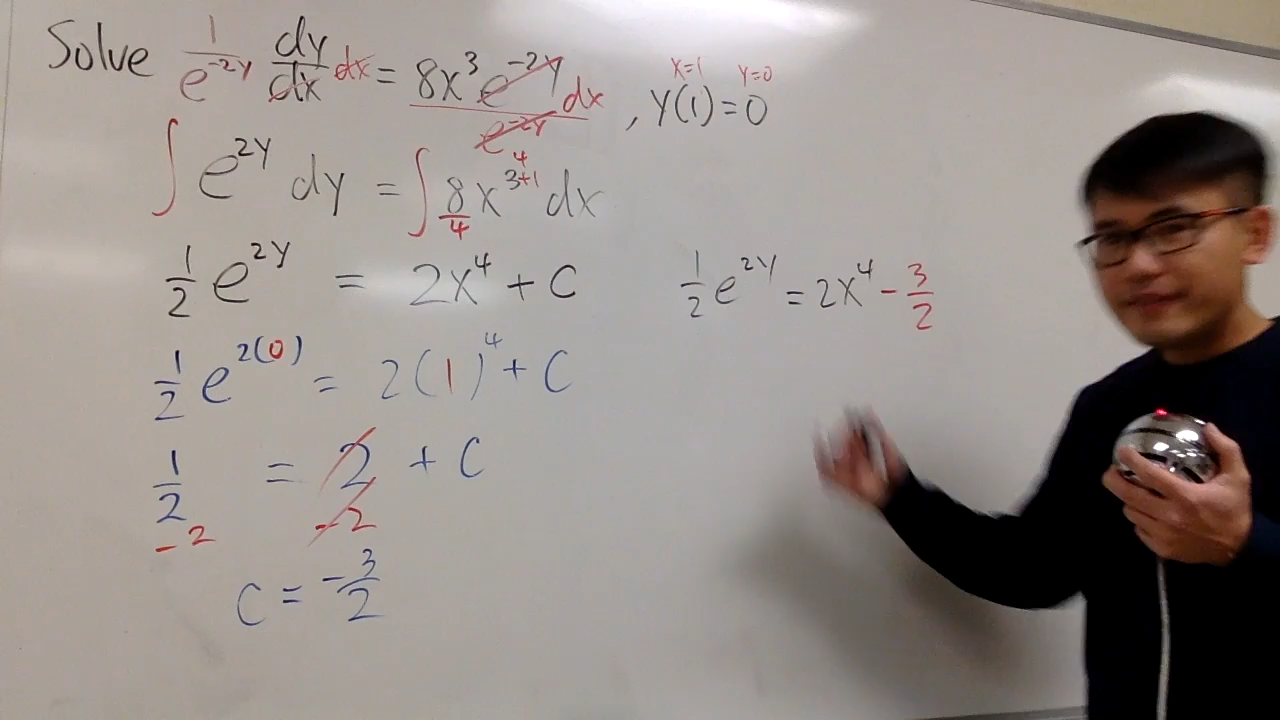 Solve 1/e^{-2y} dy/dx dx = 8x^3 e^{-2y} dx / e^{-2y} , y(1)=0 x=1 y=0
∫ e^{2y} dy = ∫ 8/4 x^{3+1} dx 4
1/2 e^{2y} = 2x^4 + C
1/2 e^{2(0)} = 2(1)^4 + C
1/2 = 2 + C
-2 -2
C = -3/2
1/2 e^{2y} = 2x^4 - 3/2